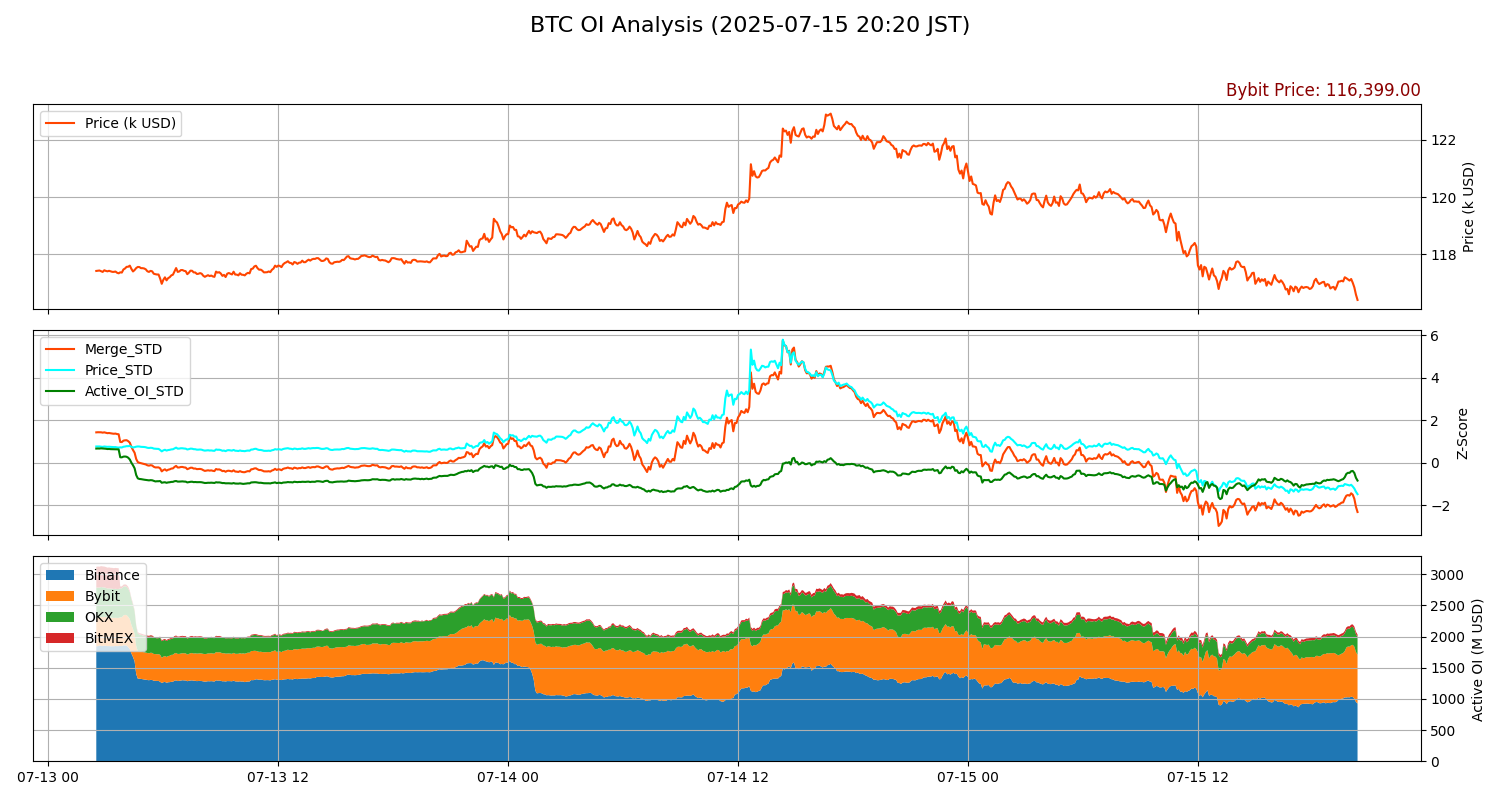 BTC OI Analysis (2025-07-15 20:20 JST)
Bybit Price: 116,399.00
Price (k USD)
122
120
118
Price (k USD)
Merge_STD
Price_STD
Active_OI_STD
6
4
2
0
−2
Z-Score
Binance
Bybit
OKX
BitMEX
3000
2500
2000
1500
1000
500
0
Active OI (M USD)
07-13 00
07-13 12
07-14 00
07-14 12
07-15 00
07-15 12